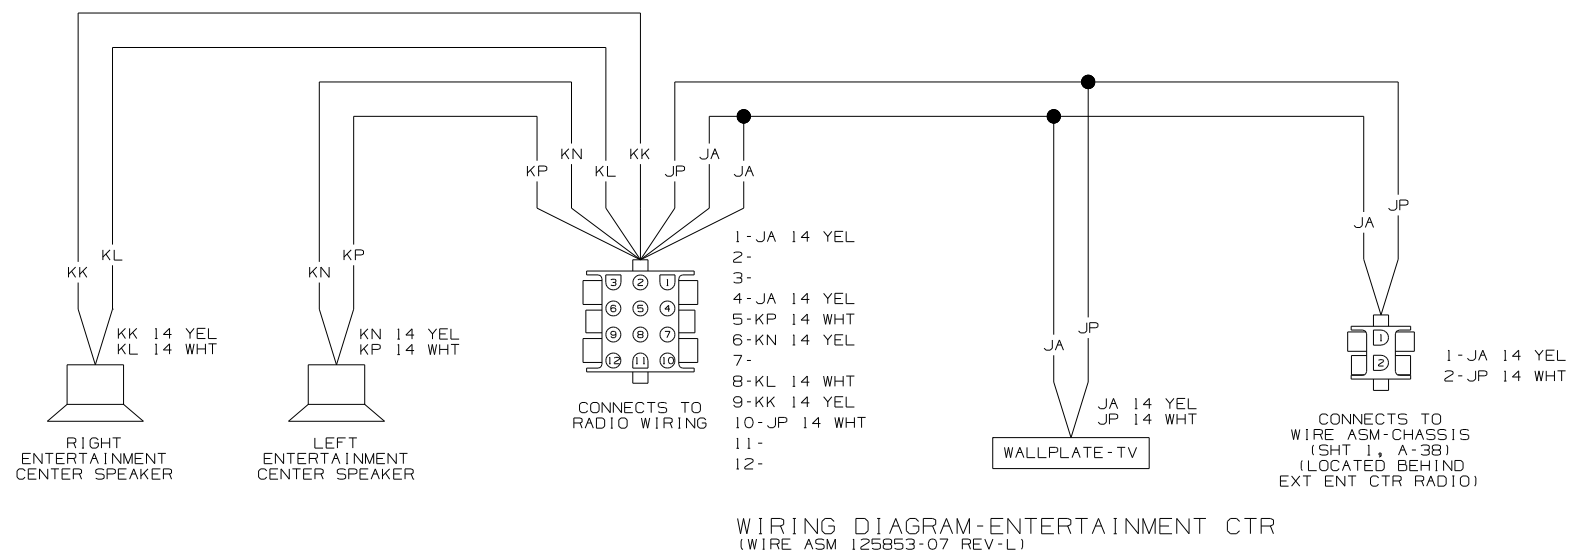 KP
KN
KL
KK
JP
JA
JA
KK
KL
KN
KP
JA
JP
JA
JP
KK 14 YEL
KL 14 WHT
RIGHT
ENTERTAINMENT
CENTER SPEAKER
KN 14 YEL
KP 14 WHT
LEFT
ENTERTAINMENT
CENTER SPEAKER
3 2 1
6 5 4
9 8 7
12 11 10
CONNECTS TO
RADIO WIRING
1-JA 14 YEL
2-
3-
4-JA 14 YEL
5-KP 14 WHT
6-KN 14 YEL
7-
8-KL 14 WHT
9-KK 14 YEL
10-JP 14 WHT
11-
12-
JA 14 YEL
JP 14 WHT
WALLPLATE-TV
1
2
1-JA 14 YEL
2-JP 14 WHT
CONNECTS TO
WIRE ASM-CHASSIS
(SHT 1, A-38)
(LOCATED BEHIND
EXT ENT CTR RADIO)
WIRING DIAGRAM-ENTERTAINMENT CTR
(WIRE ASM 125853-07 REV-L)